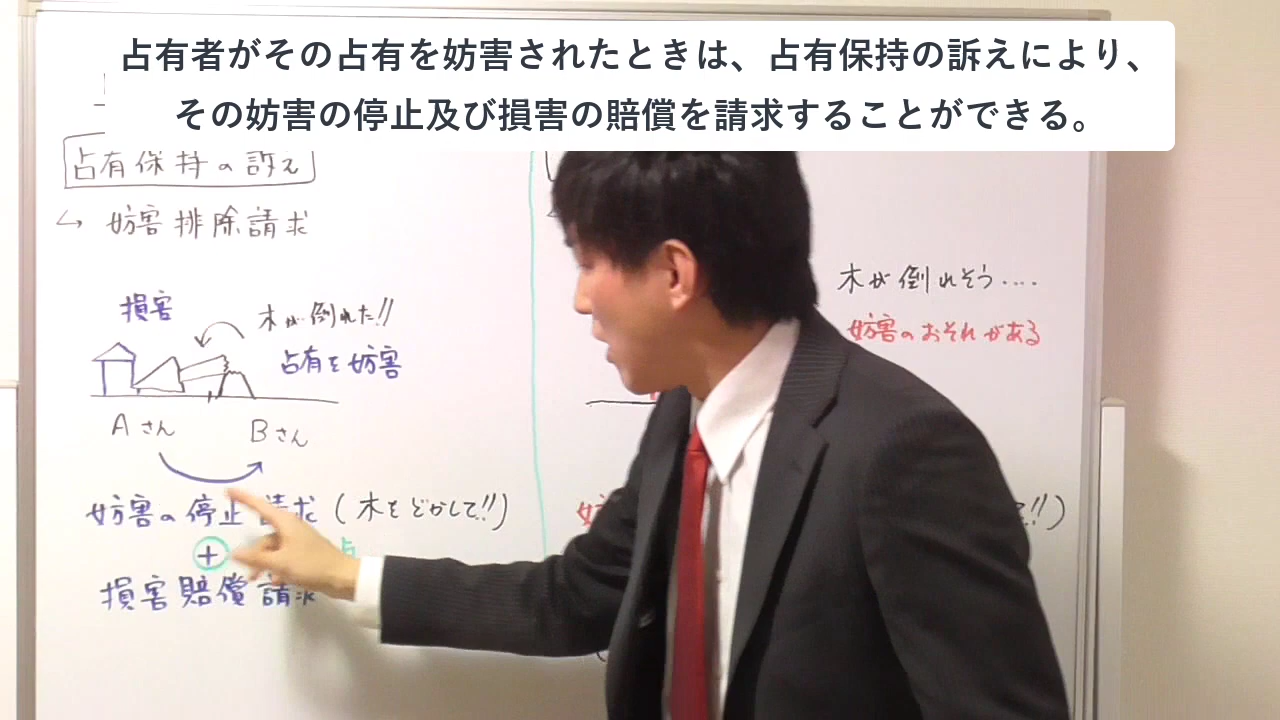 占有者がその占有を妨害されたときは、占有保持の訴えにより、
その妨害の停止及び損害の賠償を請求することができる。
占有保持の訴え
↳ 妨害排除請求
損害
木が倒れた!!
占有を妨害
Aさん
Bさん
妨害の停止請求(木をどかして!!)
+
損害賠償請求
木が倒れそう....
妨害のおそれがある
妨
!!)